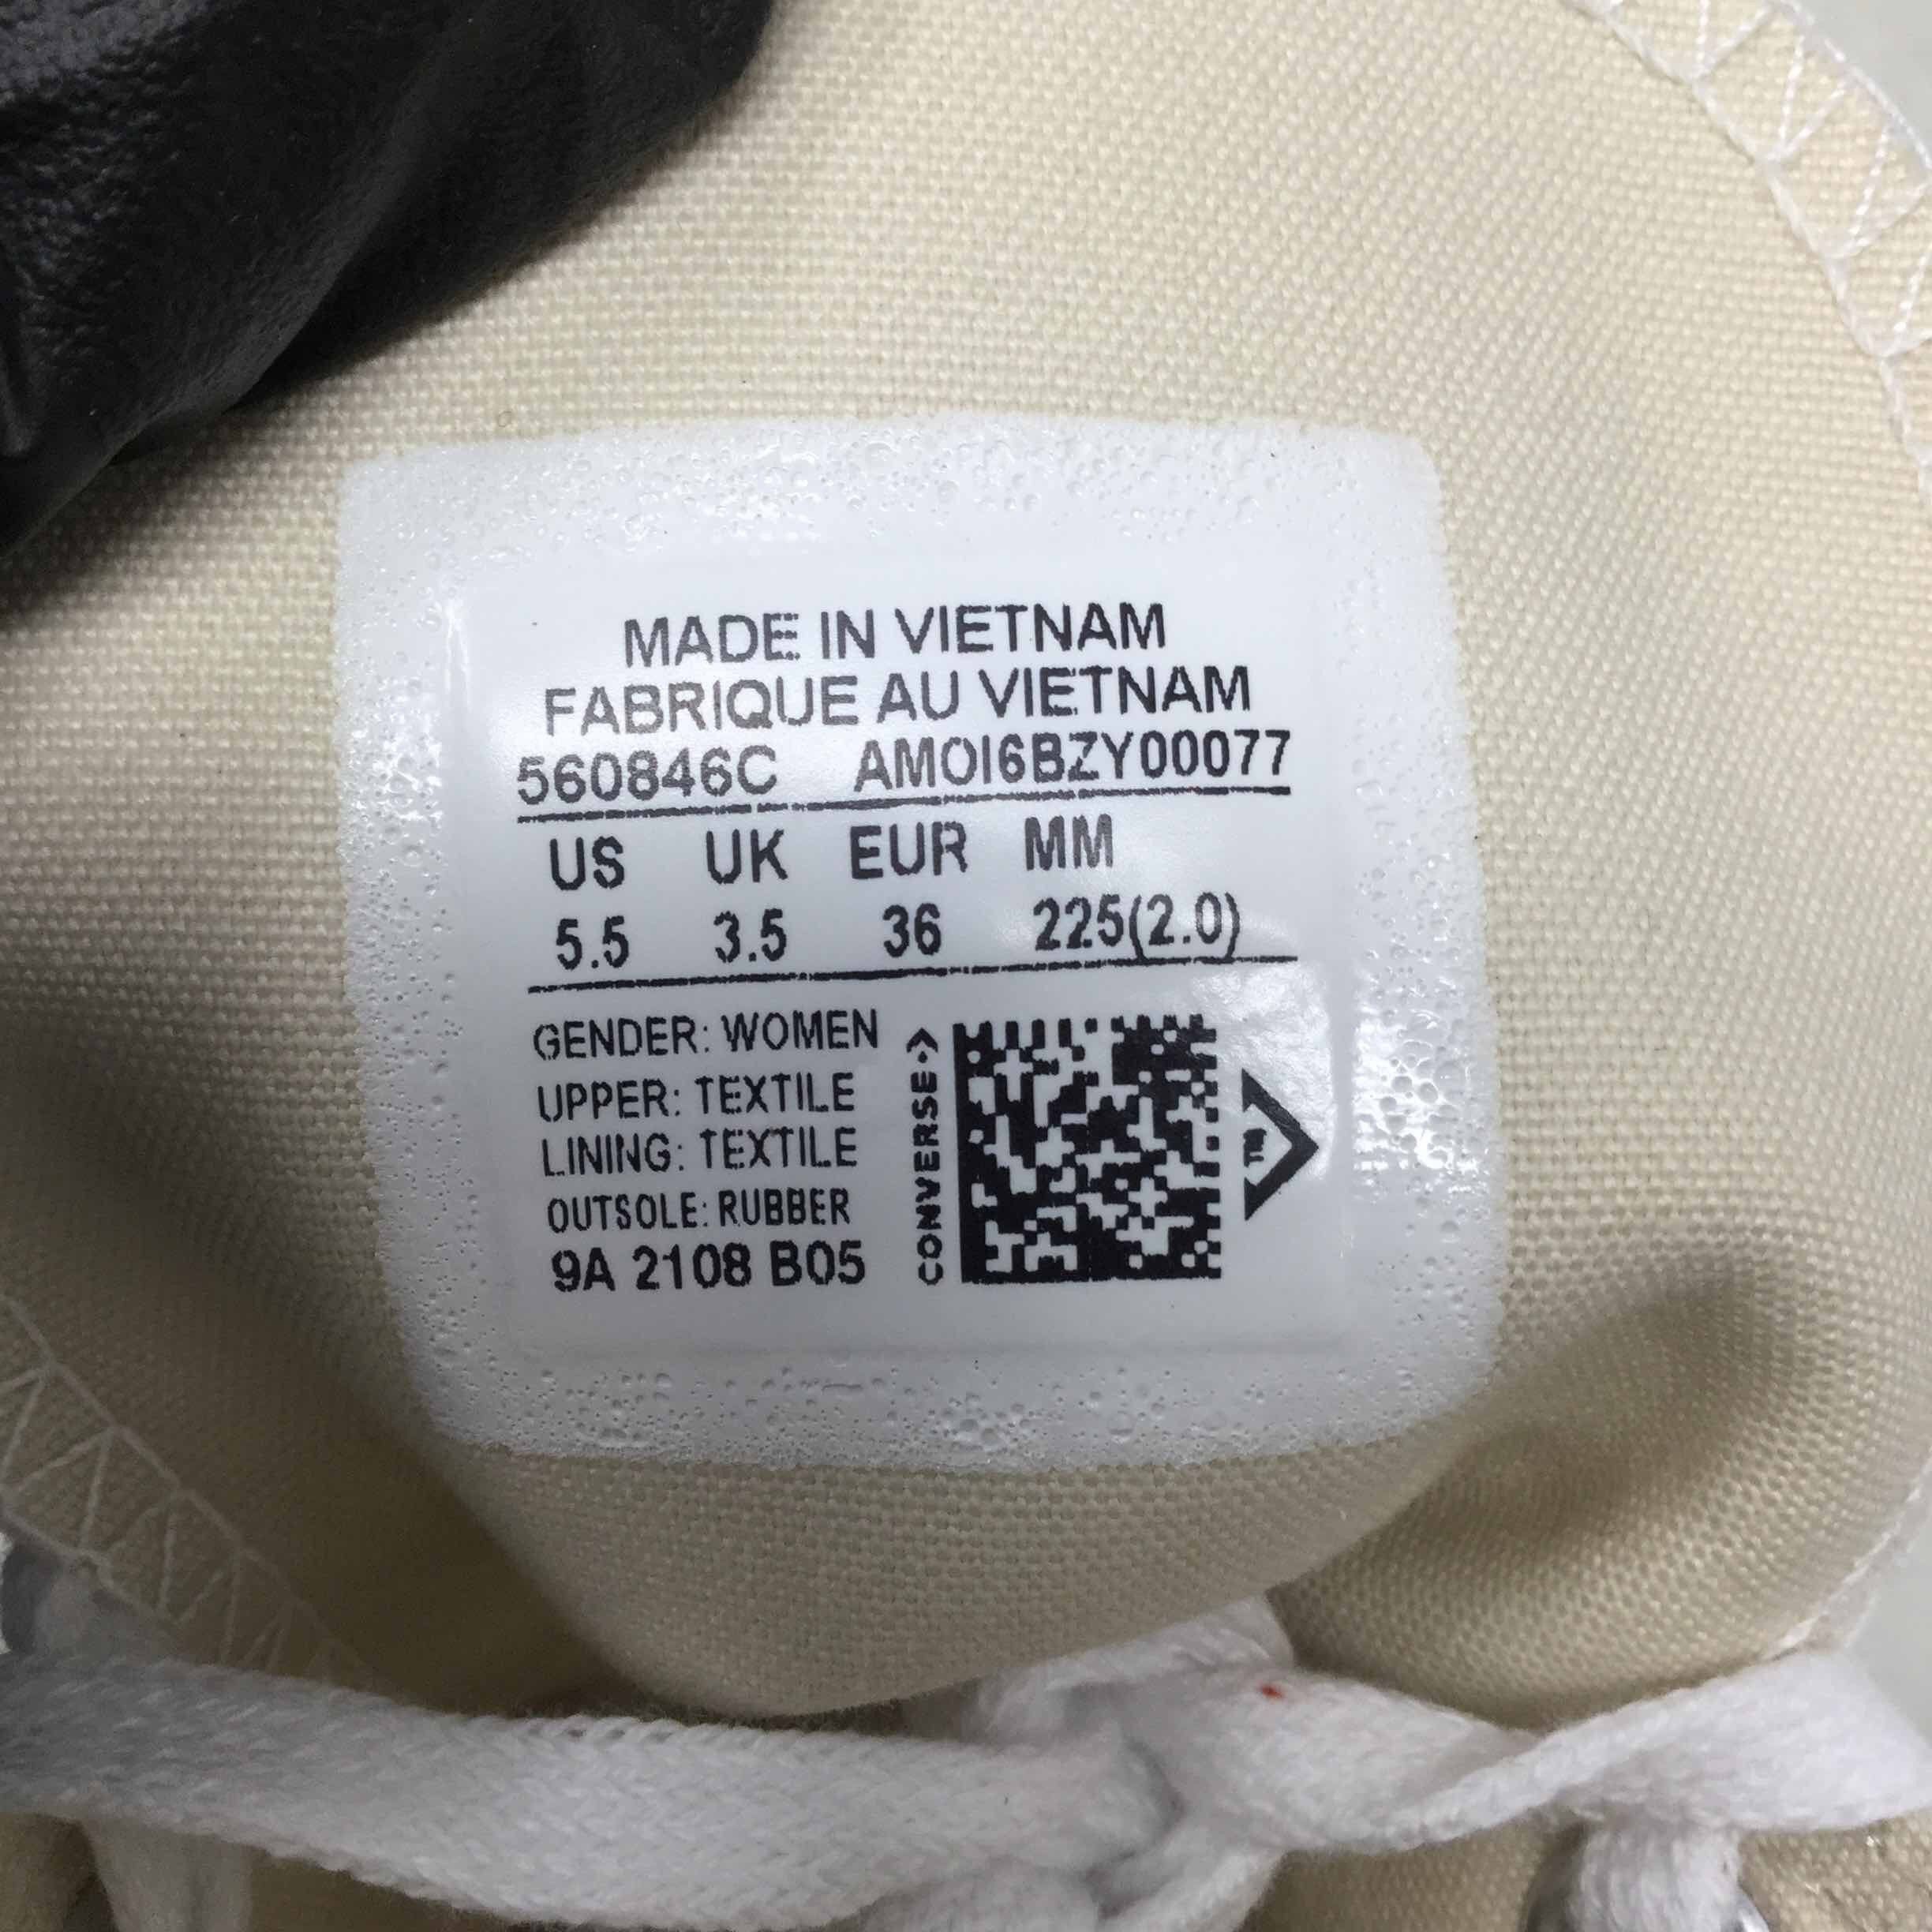 MADE IN VIETNAM
FABRIQUE AU VIETNAM
560846C AMOI6BZY00077
US UK EUR MM
5.5 3.5 36 225(2.0)
GENDER: WOMEN
UPPER: TEXTILE
LINING: TEXTILE
OUTSOLE: RUBBER
9A 2108 B05
CONVERSE
TM